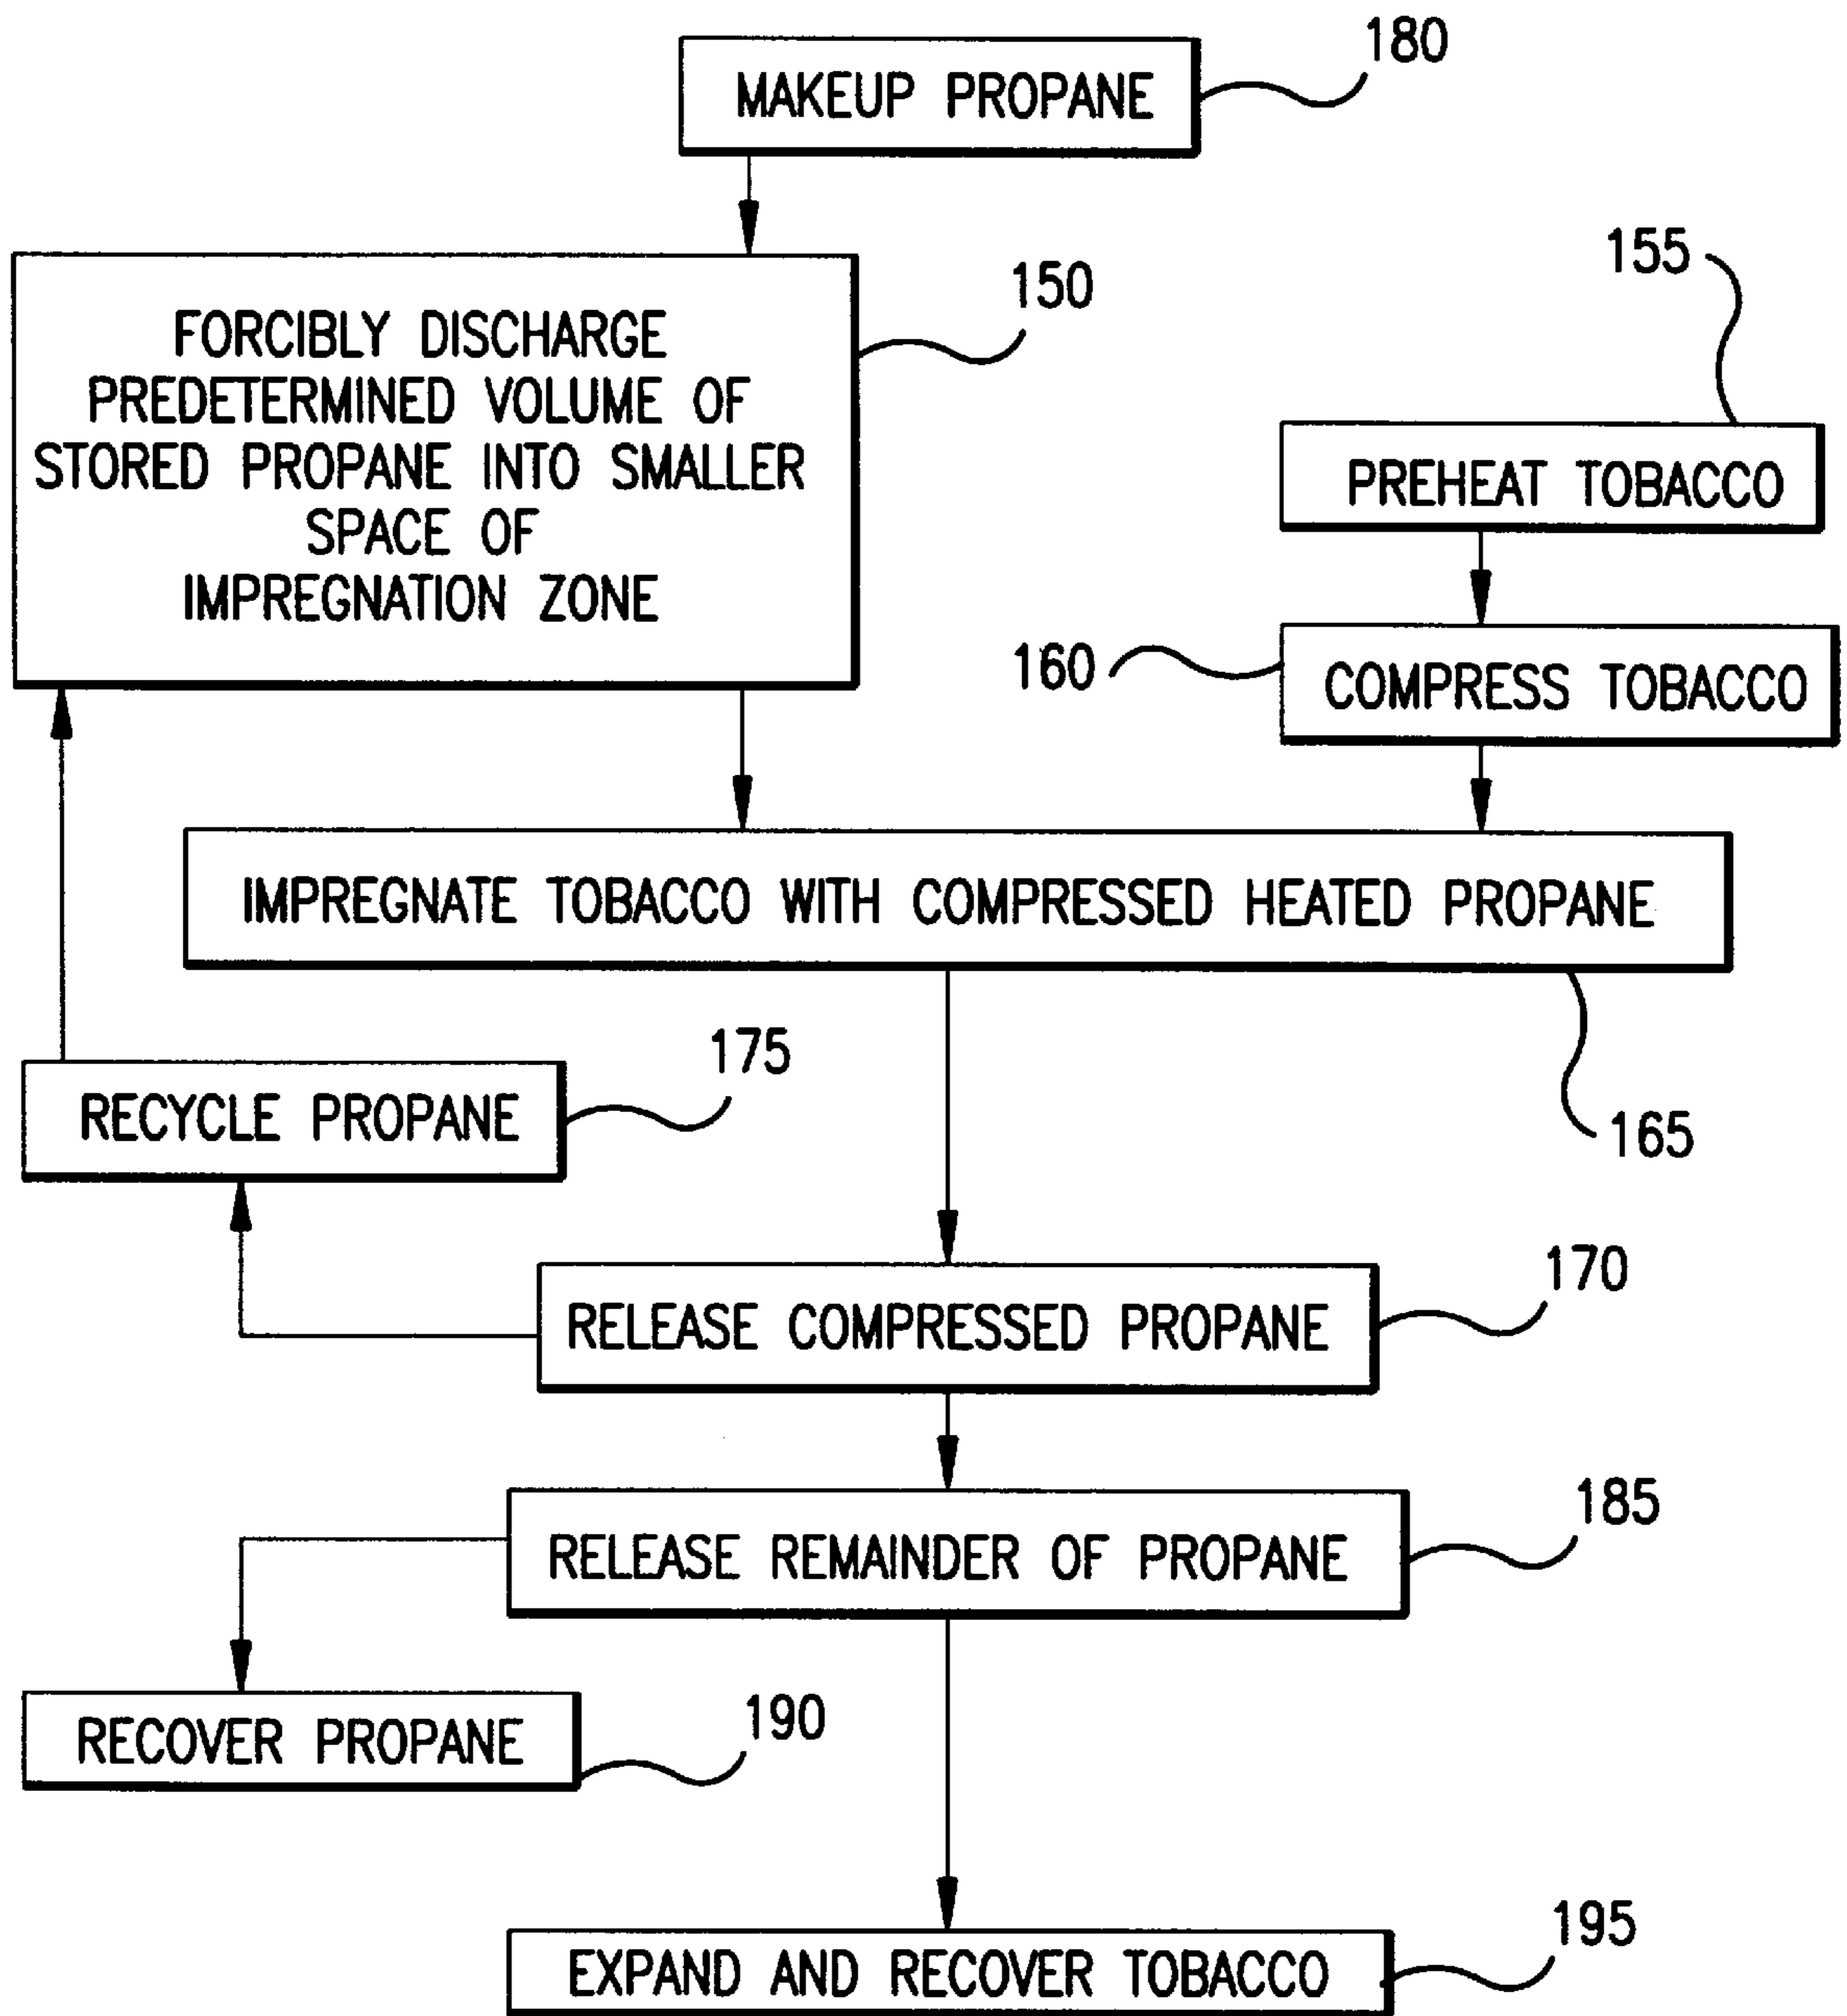 180
MAKEUP PROPANE
155
150
FORCIBLY DISCHARGE
PREDETERMINED VOLUME OF
STORED PROPANE INTO SMALLER
SPACE OF
IMPREGNATION ZONE
PREHEAT TOBACCO
160
COMPRESS TOBACCO
IMPREGNATE TOBACCO WITH COMPRESSED HEATED PROPANE
175
RECYCLE PROPANE
165
170
RELEASE COMPRESSED PROPANE
185
RELEASE REMAINDER OF PROPANE
190
RECOVER PROPANE
195
EXPAND AND RECOVER TOBACCO